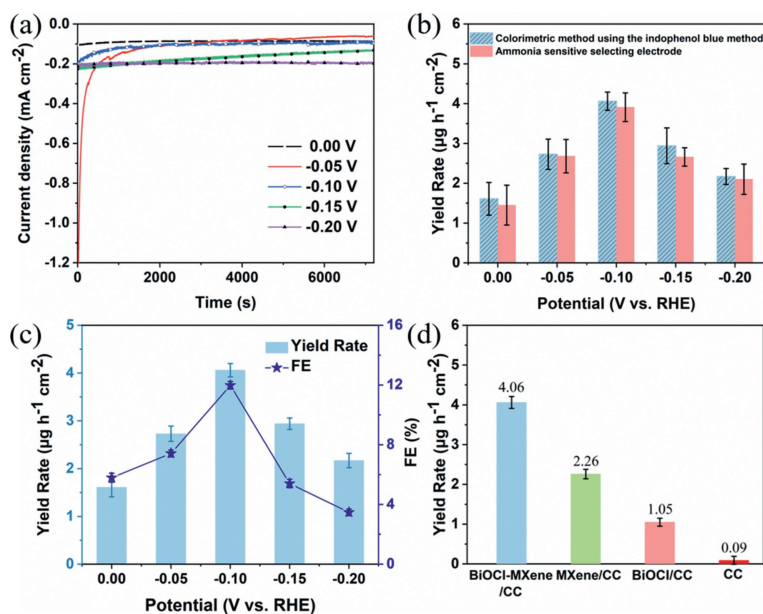 (a)
Current density (mA cm-2)
0.0
-0.2
-0.4
-0.6
-0.8
-1.0
-1.2
0.00 V
-0.05 V
-0.10 V
-0.15 V
-0.20 V
0
2000
4000
6000
Time (s)
(b)
Yield Rate (μg h-1 cm-2)
6
5
4
3
2
1
0
Colorimetric method using the indophenol blue method
Ammonia sensitive selecting electrode
0.00
-0.05
-0.10
-0.15
-0.20
Potential (V vs. RHE)
(c)
Yield Rate (μg h-1 cm-2)
5
4
3
2
1
0
Yield Rate
FE
16
12
8
4
0
FE (%)
0.00
-0.05
-0.10
-0.15
-0.20
Potential (V vs. RHE)
(d)
Yield Rate (μg h-1 cm-2)
6
5
4
3
2
1
0
4.06
2.26
1.05
0.09
BiOCl-MXene
/CC
MXene/CC
BiOCl/CC
CC